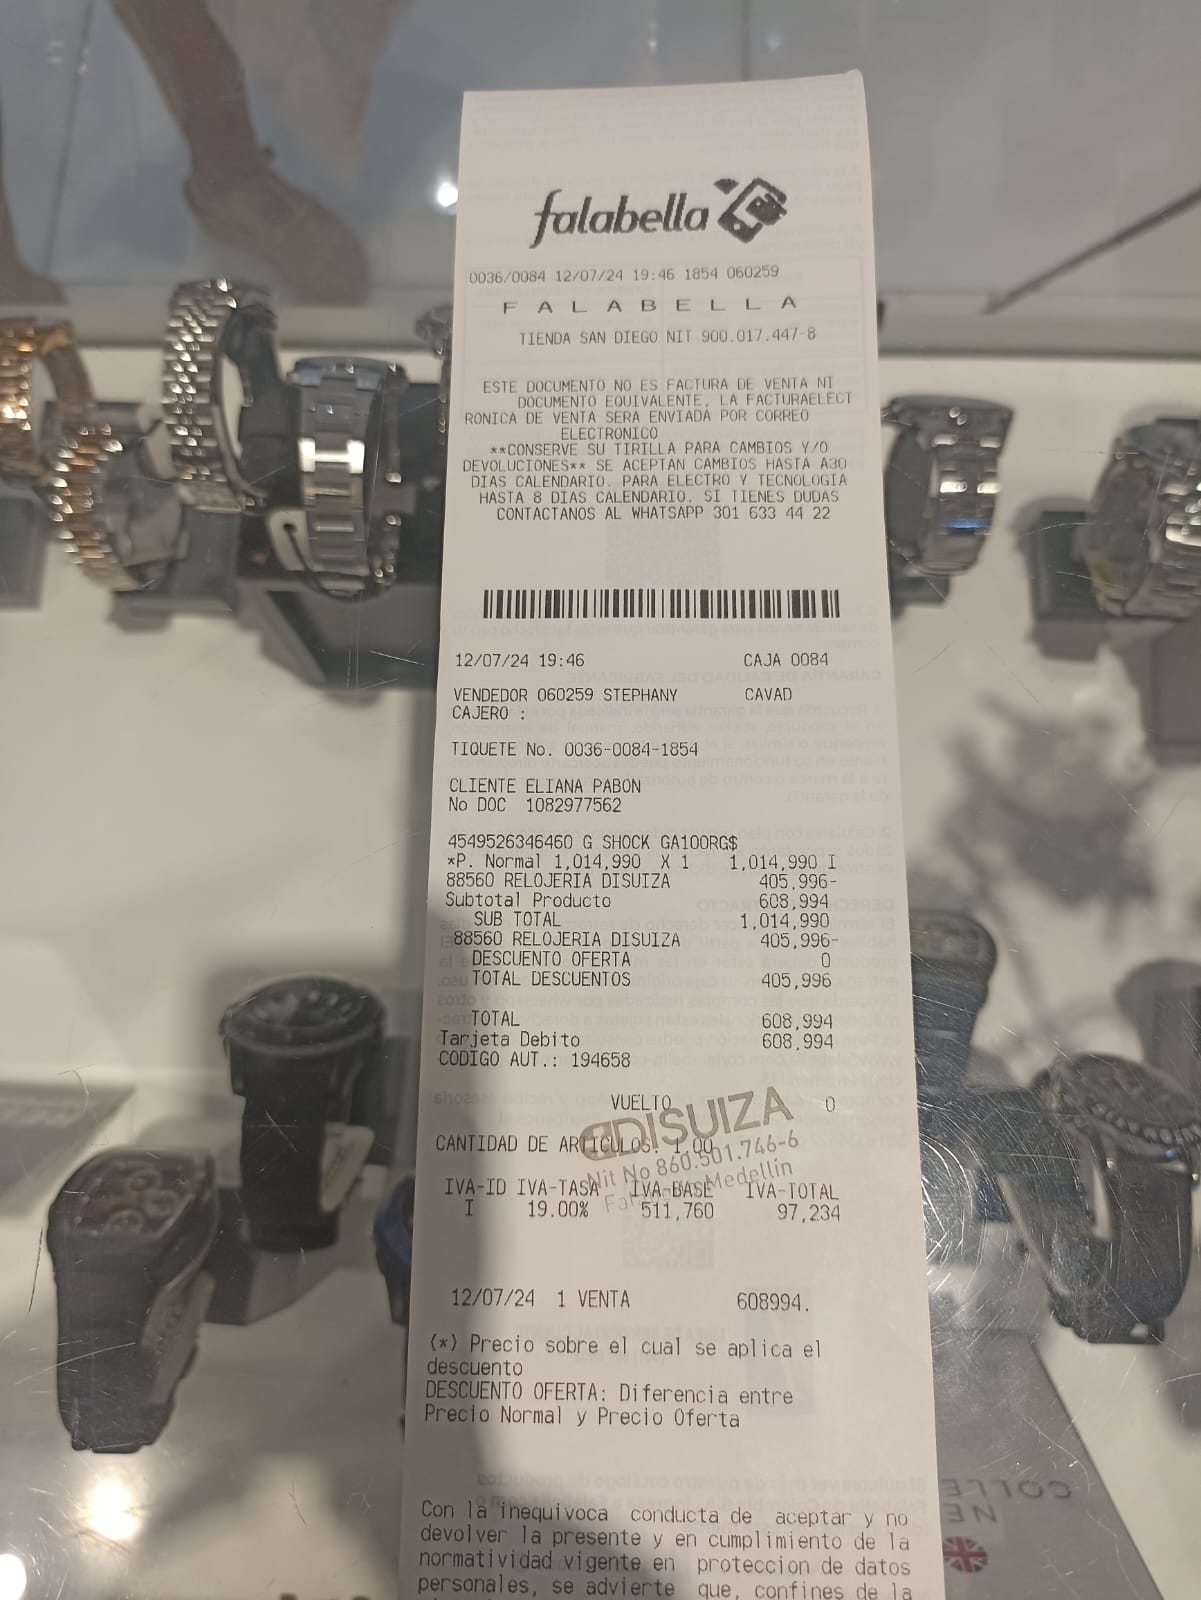 falabella
0036/0084 12/07/24 19:46 1854 060259
F A L A B E L L A
TIENDA SAN DIEGO NIT 900.017.447-8
ESTE DOCUMENTO NO ES FACTURA DE VENTA NI
DOCUMENTO EQUIVALENTE, LA FACTURAELECT
RONICA DE VENTA SERA ENVIADA POR CORREO
ELECTRONICO
**CONSERVE SU TIRILLA PARA CAMBIOS Y/O
DEVOLUCIONES** SE ACEPTAN CAMBIOS HASTA A30
DIAS CALENDARIO. PARA ELECTRO Y TECNOLOGIA
HASTA 8 DIAS CALENDARIO. SI TIENES DUDAS
CONTACTANOS AL WHATSAPP 301 633 44 22
12/07/24 19:46 CAJA 0084
VENDEDOR 060259 STEPHANY CAVAD
CAJERO :
TIQUETE No. 0036-0084-1854
CLIENTE ELIANA PABON
No DOC 1082977562
4549526346460 G SHOCK GA100RG$
*P. Normal 1,014,990 X 1 1,014,990 I
88560 RELOJERIA DISUIZA 405,996-
Subtotal Producto 608,994
SUB TOTAL 1,014,990
88560 RELOJERIA DISUIZA 405,996-
DESCUENTO OFERTA 0
TOTAL DESCUENTOS 405,996
TOTAL 608,994
Tarjeta Debito 608,994
CODIGO AUT.: 194658
VUELTO 0
DISUIZA
CANTIDAD DE ARTICULOS: 1.00
Nit No 860.501.746-6
Medellín
IVA-ID IVA-TASA IVA-BASE IVA-TOTAL
I 19.00% 511,760 97,234
12/07/24 1 VENTA 608994.
(*) Precio sobre el cual se aplica el
descuento
DESCUENTO OFERTA: Diferencia entre
Precio Normal y Precio Oferta
Con la inequivoca conducta de aceptar y no
devolver la presente y en cumplimiento de la
normatividad vigente en proteccion de datos
personales, se advierte que, confines de la